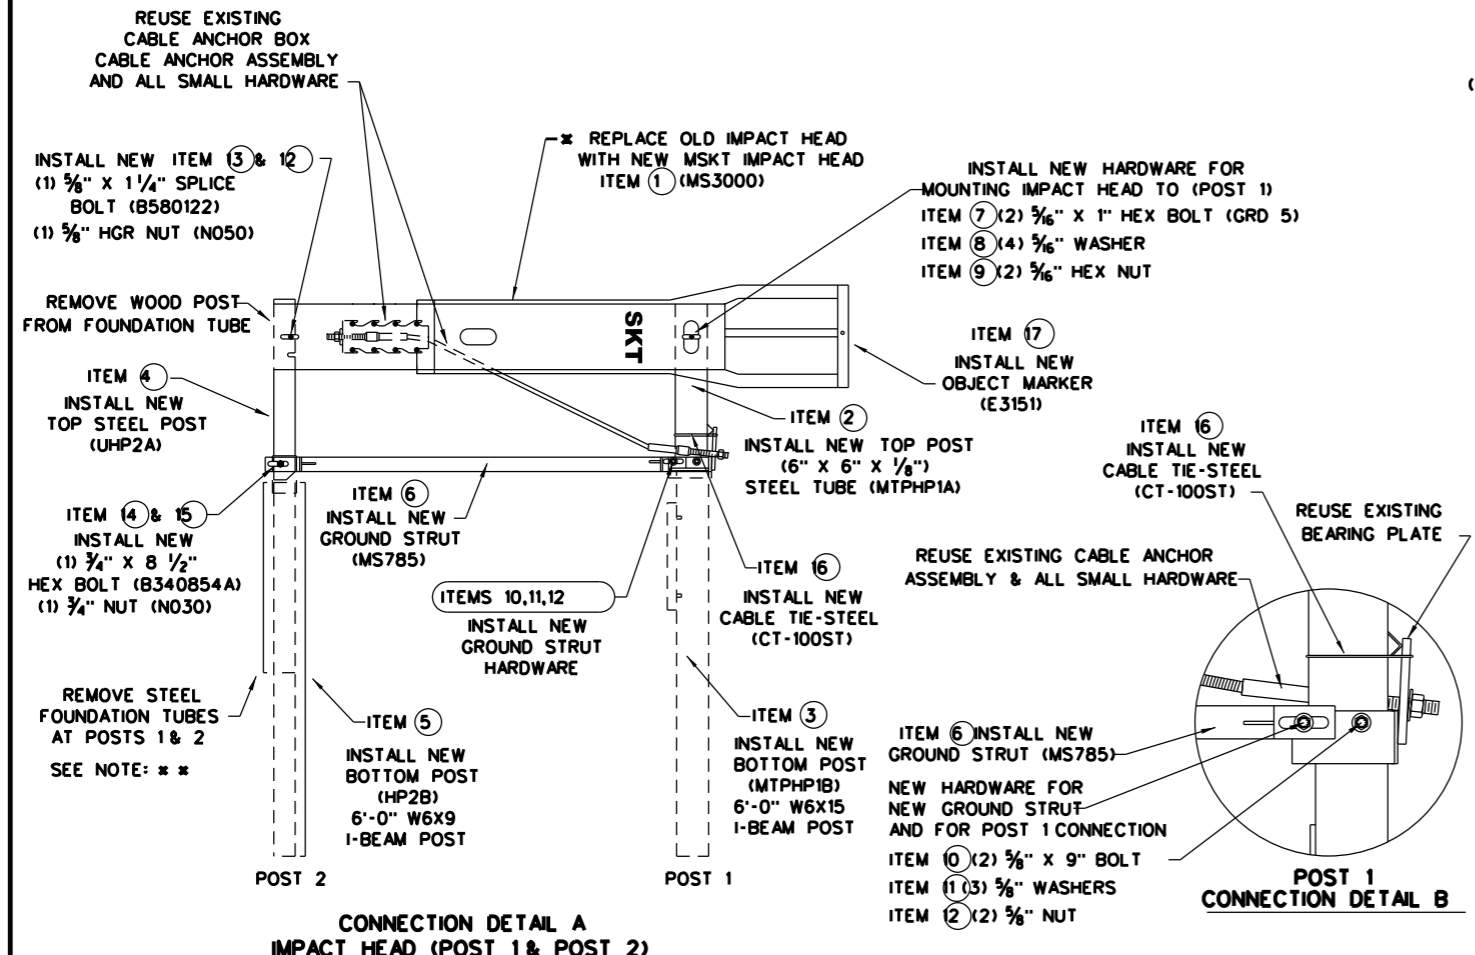 REUSE EXISTING
CABLE ANCHOR BOX
CABLE ANCHOR ASSEMBLY
AND ALL SMALL HARDWARE
* REPLACE OLD IMPACT HEAD
WITH NEW MSKT IMPACT HEAD
ITEM 1 (MS3000)
INSTALL NEW ITEM 13 & 12
(1) 5/8" X 1 1/4" SPLICE
BOLT (B580122)
(1) 5/8" HGR NUT (N050)
INSTALL NEW HARDWARE FOR
MOUNTING IMPACT HEAD TO (POST 1)
ITEM 7 (2) 5/16" X 1" HEX BOLT (GRD 5)
ITEM 8 (4) 5/16" WASHER
ITEM 9 (2) 5/16" HEX NUT
REMOVE WOOD POST
FROM FOUNDATION TUBE
SKT
ITEM 17
INSTALL NEW
OBJECT MARKER
(E3151)
ITEM 4
INSTALL NEW
TOP STEEL POST
(UHP2A)
ITEM 2
INSTALL NEW TOP POST
(6" X 6" X 1/8")
STEEL TUBE (MTPHP1A)
ITEM 16
INSTALL NEW
CABLE TIE-STEEL
(CT-100ST)
REUSE EXISTING
BEARING PLATE
ITEM 14 & 15
INSTALL NEW
(1) 3/4" X 8 1/2"
HEX BOLT (B340854A)
(1) 3/4" NUT (N030)
ITEM 6
INSTALL NEW
GROUND STRUT
(MS785)
REUSE EXISTING CABLE ANCHOR
ASSEMBLY & ALL SMALL HARDWARE
ITEMS 10,11,12
INSTALL NEW
GROUND STRUT
HARDWARE
ITEM 16
INSTALL NEW
CABLE TIE-STEEL
(CT-100ST)
REMOVE STEEL
FOUNDATION TUBES
AT POSTS 1 & 2
SEE NOTE: * *
ITEM 5
INSTALL NEW
BOTTOM POST
(HP2B)
6'-0" W6X9
I-BEAM POST
ITEM 3
INSTALL NEW
BOTTOM POST
(MTPHP1B)
6'-0" W6X15
I-BEAM POST
ITEM 6 INSTALL NEW
GROUND STRUT (MS785)
NEW HARDWARE FOR
NEW GROUND STRUT
AND FOR POST 1 CONNECTION
ITEM 10 (2) 5/8" X 9" BOLT
ITEM 11 (3) 5/8" WASHERS
ITEM 12 (2) 5/8" NUT
POST 2
POST 1
POST 1
CONNECTION DETAIL B
CONNECTION DETAIL A
IMPACT HEAD (POST 1 & POST 2)